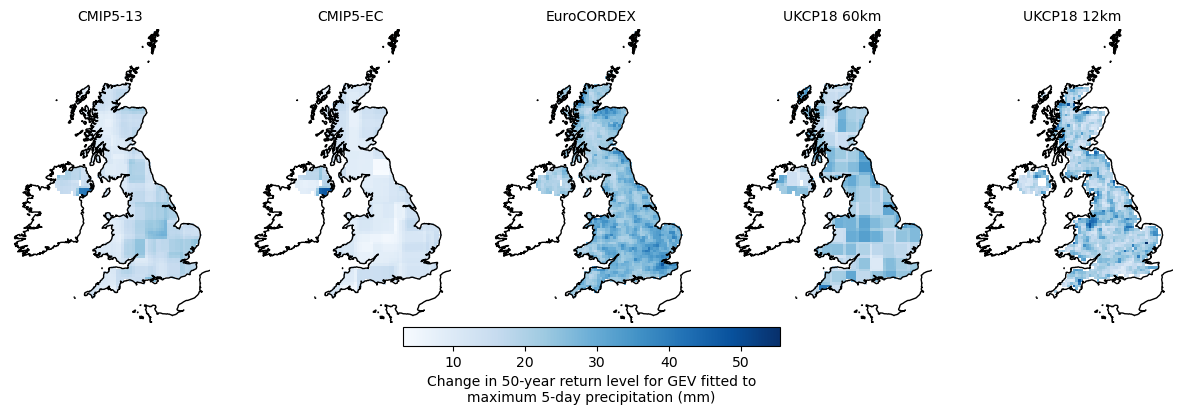 CMIP5-13 CMIP5-EC EuroCORDEX UKCP18 60km UKCP18 12km
10 20 30 40 50
Change in 50-year return level for GEV fitted to
maximum 5-day precipitation (mm)